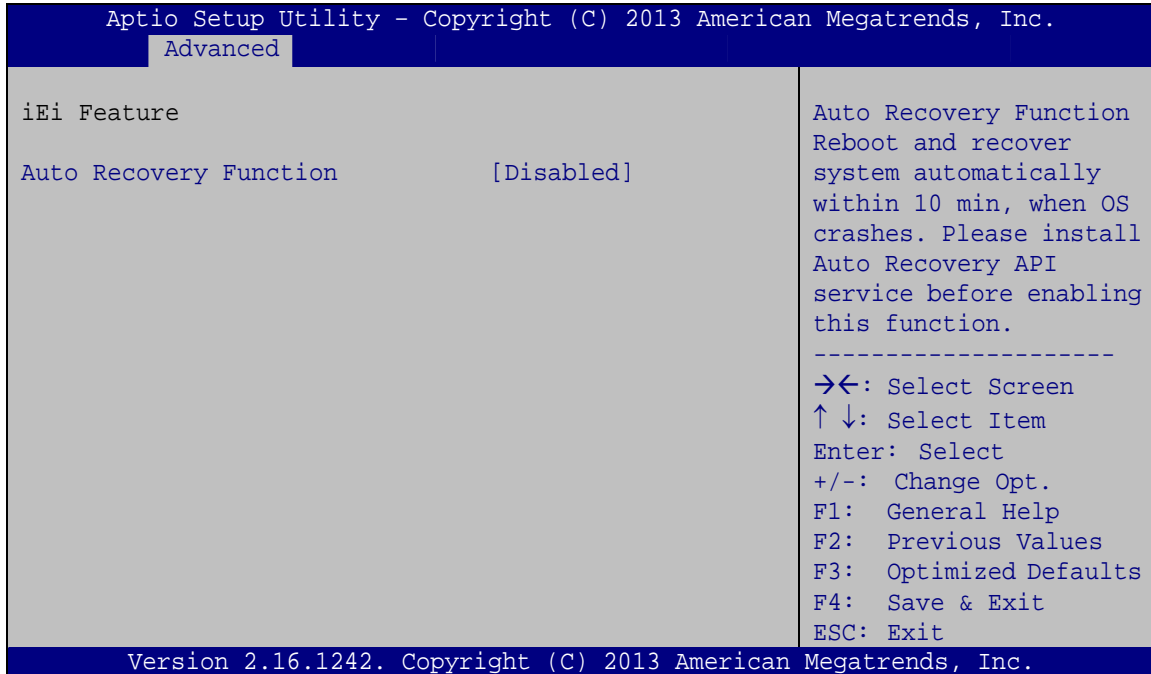 Aptio Setup Utility – Copyright (C) 2013 American Megatrends, Inc.
Advanced
iEi Feature
Auto Recovery Function [Disabled]
Auto Recovery Function
Reboot and recover
system automatically
within 10 min, when OS
crashes. Please install
Auto Recovery API
service before enabling
this function.
---------------------
→←: Select Screen
↑ ↓: Select Item
Enter: Select
+/-: Change Opt.
F1: General Help
F2: Previous Values
F3: Optimized Defaults
F4: Save & Exit
ESC: Exit
Version 2.16.1242. Copyright (C) 2013 American Megatrends, Inc.